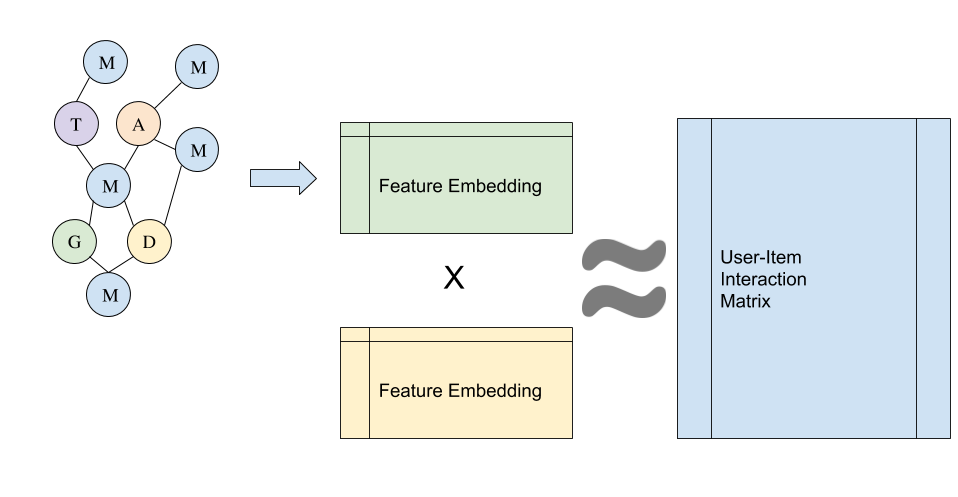 M
M
T
A
M
M
G
D
M
Feature Embedding
X
Feature Embedding
User-Item
Interaction
Matrix